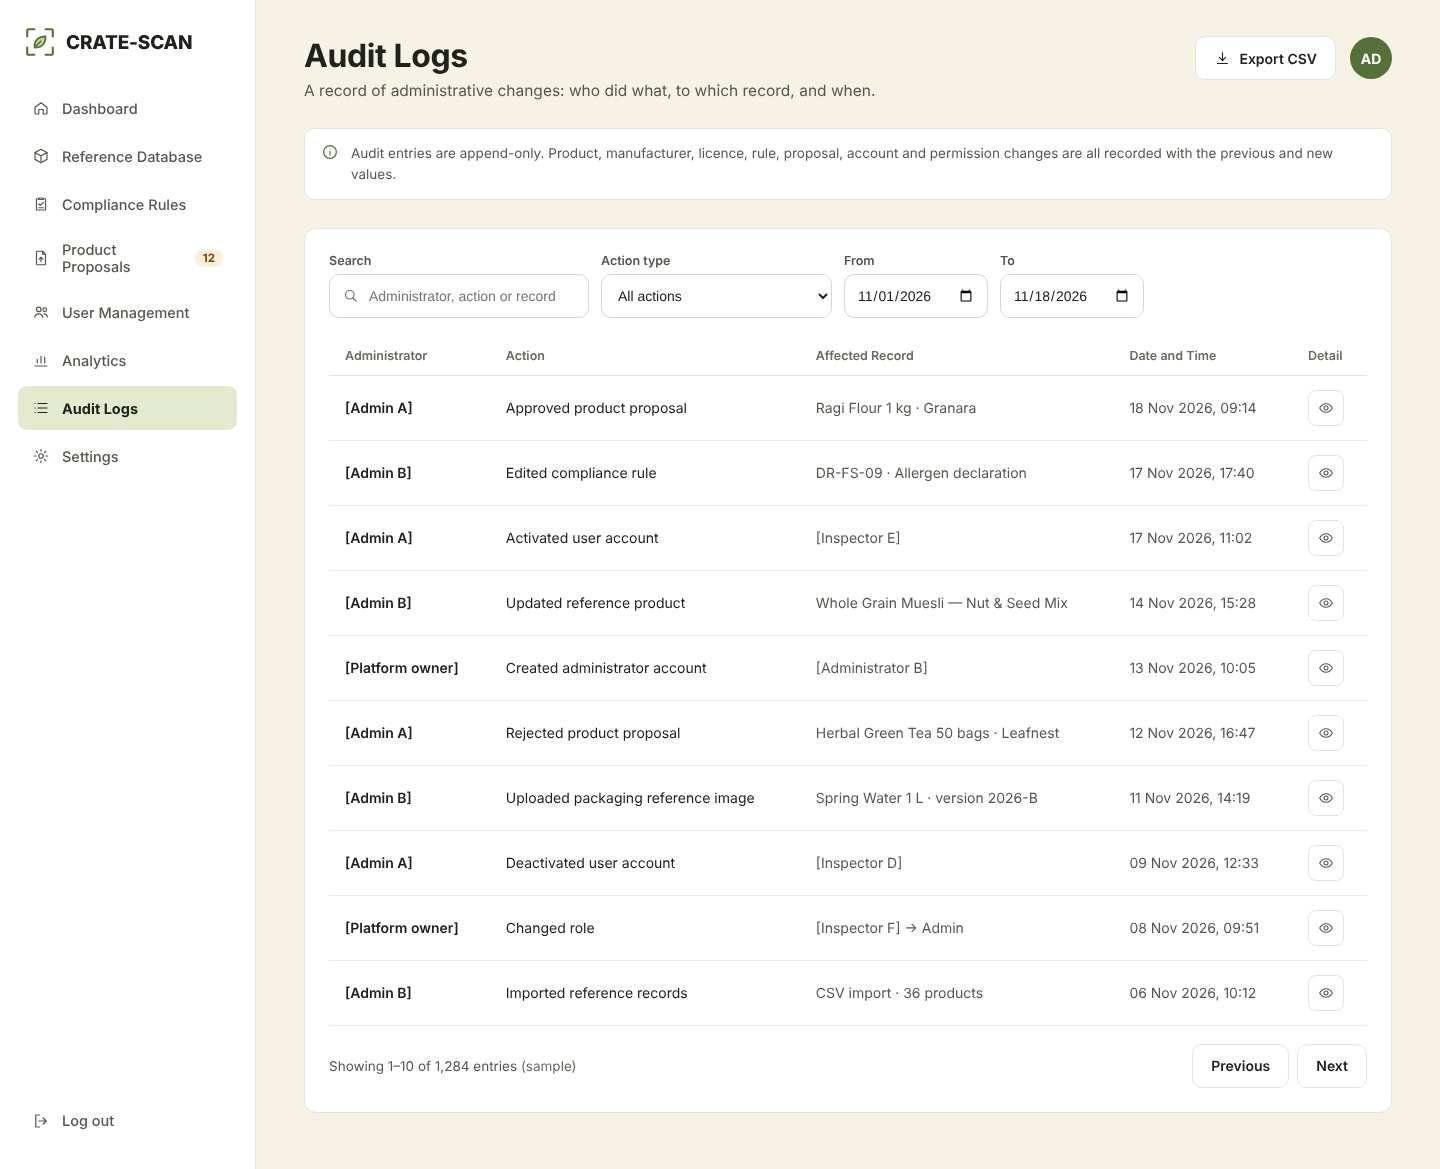 CRATE-SCAN
Dashboard
Reference Database
Compliance Rules
Product
Proposals
12
User Management
Analytics
Audit Logs
Settings
Log out
Audit Logs
A record of administrative changes: who did what, to which record, and when.
Export CSV
AD
Audit entries are append-only. Product, manufacturer, licence, rule, proposal, account and permission changes are all recorded with the previous and new
values.
Search Action type From To
Administrator, action or record All actions 11/01/2026 11/18/2026
Administrator Action Affected Record Date and Time Detail
[Admin A] Approved product proposal Ragi Flour 1 kg · Granara 18 Nov 2026, 09:14
[Admin B] Edited compliance rule DR-FS-09 · Allergen declaration 17 Nov 2026, 17:40
[Admin A] Activated user account [Inspector E] 17 Nov 2026, 11:02
[Admin B] Updated reference product Whole Grain Muesli — Nut & Seed Mix 14 Nov 2026, 15:28
[Platform owner] Created administrator account [Administrator B] 13 Nov 2026, 10:05
[Admin A] Rejected product proposal Herbal Green Tea 50 bags · Leafnest 12 Nov 2026, 16:47
[Admin B] Uploaded packaging reference image Spring Water 1 L · version 2026-B 11 Nov 2026, 14:19
[Admin A] Deactivated user account [Inspector D] 09 Nov 2026, 12:33
[Platform owner] Changed role [Inspector F] → Admin 08 Nov 2026, 09:51
[Admin B] Imported reference records CSV import · 36 products 06 Nov 2026, 10:12
Showing 1–10 of 1,284 entries (sample)
Previous Next